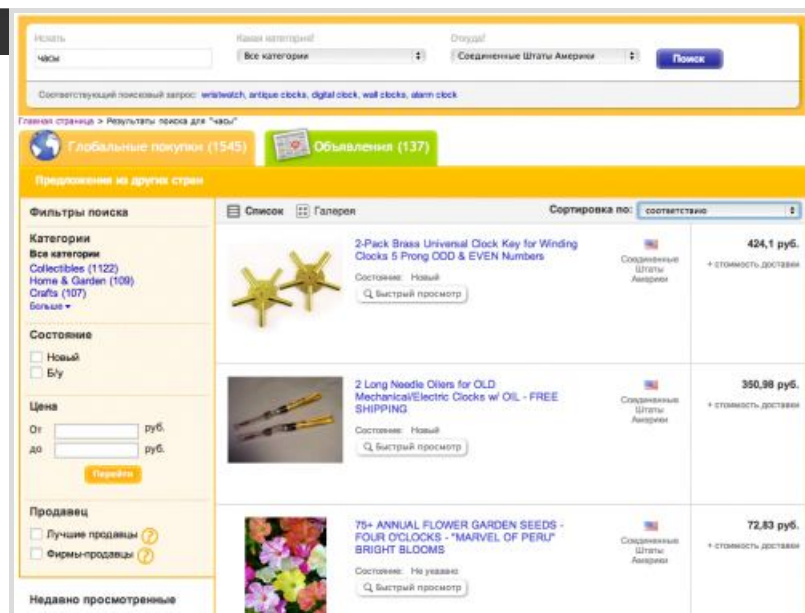 Искать
Какая категория?
Откуда?
часы
Все категории
Соединенные Штаты Америки
Поиск
Соответствующий поисковый запрос: wristwatch, antique clocks, digital clock, wall clocks, alarm clock
Главная страница > Результаты поиска для "часы"
Глобальные покупки (1545)
Объявления (137)
Предложения из других стран
Фильтры поиска
Список
Галерея
Сортировка по:
соответствию
Категории
Все категории
Collectibles (1122)
Home & Garden (109)
Crafts (107)
Больше
Состояние
Новый
Б/у
Цена
От
руб.
до
руб.
Перейти
Продавец
Лучшие продавцы ?
Фирмы-продавцы ?
Недавно просмотренные
2-Pack Brass Universal Clock Key for Winding
Clocks 5 Prong ODD & EVEN Numbers
Состояние: Новый
Быстрый просмотр
Соединенные
Штаты
Америки
424,1 руб.
+ стоимость доставки
2 Long Needle Oilers for OLD
Mechanical/Electric Clocks w/ OIL - FREE
SHIPPING
Состояние: Новый
Быстрый просмотр
Соединенные
Штаты
Америки
350,98 руб.
+ стоимость доставки
75+ ANNUAL FLOWER GARDEN SEEDS -
FOUR O'CLOCKS - "MARVEL OF PERU"
BRIGHT BLOOMS
Состояние: Не указано
Быстрый просмотр
Соединенные
Штаты
Америки
72,83 руб.
+ стоимость доставки